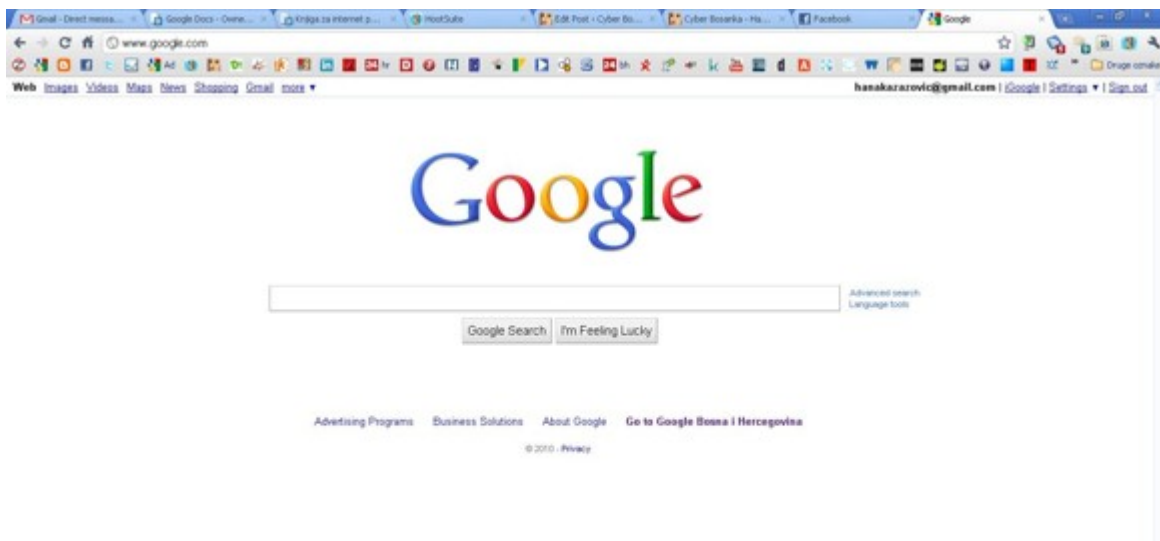 Gmail - Direct messa... Google Docs - Owne... Knjiga za internet p... HootSuite Edit Post ‹ Cyber Bo... Cyber Bosanka - Ha... Facebook Google
www.google.com
Druge oznake
Web Images Videos Maps News Shopping Gmail more ▼ hanakazazovic@gmail.com | iGoogle | Settings ▼ | Sign out
Google
Advanced search
Language tools
Google Search I'm Feeling Lucky
Advertising Programs Business Solutions About Google Go to Google Bosna i Hercegovina
© 2010 - Privacy